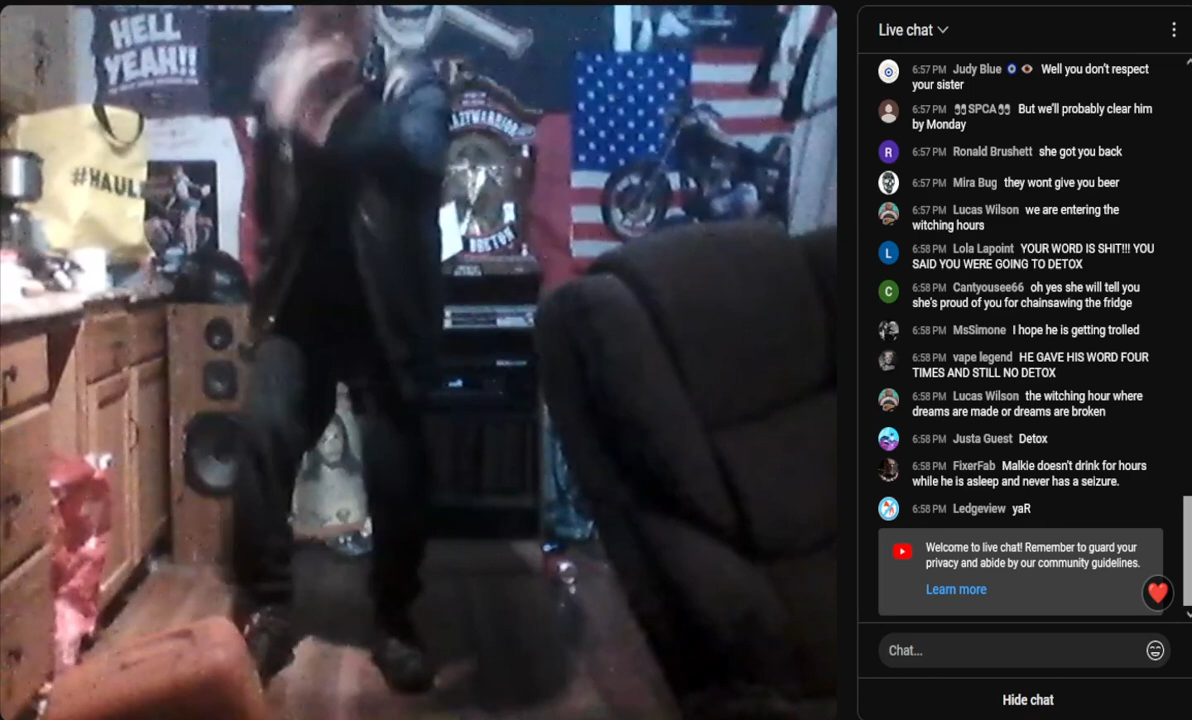 HELL
YEAH!!
#HAUL
AZYWARRIOR
BOSTON
Live chat
6:57 PM Judy Blue Well you don't respect
your sister
6:57 PM SPCA But we'll probably clear him
by Monday
R
6:57 PM Ronald Brushett she got you back
6:57 PM Mira Bug they wont give you beer
6:57 PM Lucas Wilson we are entering the
witching hours
L
6:58 PM Lola Lapoint YOUR WORD IS SHIT!!! YOU
SAID YOU WERE GOING TO DETOX
C
6:58 PM Cantyousee66 oh yes she will tell you
she's proud of you for chainsawing the fridge
6:58 PM MsSimone I hope he is getting trolled
6:58 PM vape legend HE GAVE HIS WORD FOUR
TIMES AND STILL NO DETOX
6:58 PM Lucas Wilson the witching hour where
dreams are made or dreams are broken
6:58 PM Justa Guest Detox
6:58 PM FixerFab Malkie doesn't drink for hours
while he is asleep and never has a seizure.
6:58 PM Ledgeview yaR
Welcome to live chat! Remember to guard your
privacy and abide by our community guidelines.
Learn more
Chat...
Hide chat